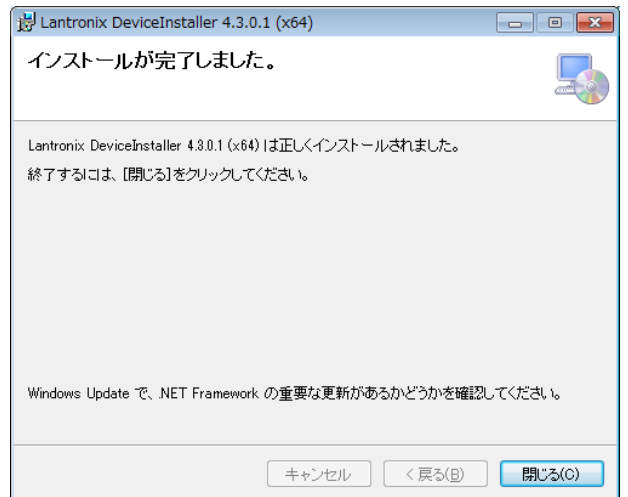 Lantronix DeviceInstaller 4.3.0.1 (x64)
インストールが完了しました。
Lantronix DeviceInstaller 4.3.0.1 (x64) は正しくインストールされました。
終了するには、[閉じる]をクリックしてください。
Windows Update で、.NET Framework の重要な更新があるかどうかを確認してください。
キャンセル
< 戻る(B)
閉じる(C)